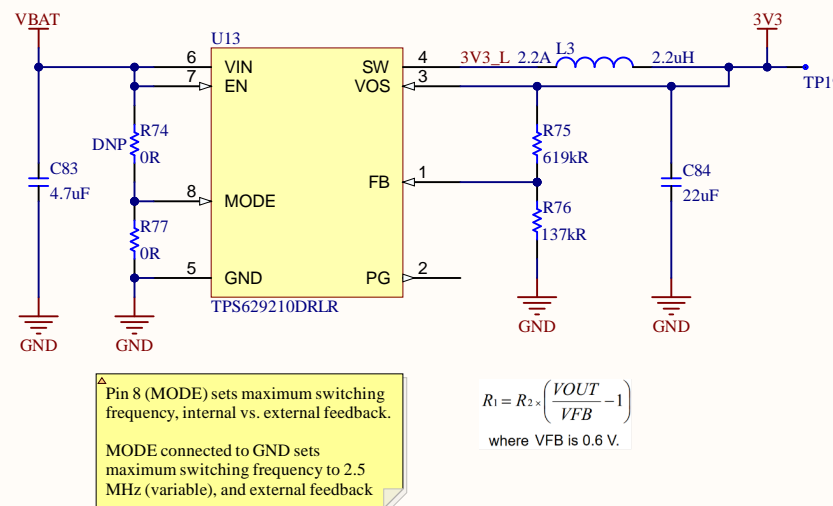 VBAT
3V3
U13
6
VIN
SW
4
3V3_L
2.2A
L3
2.2uH
7
EN
VOS
3
DNP
R74
0R
R75
619kR
C83
4.7uF
C84
22uF
8
MODE
FB
1
R77
0R
R76
137kR
5
GND
PG
2
TPS629210DRLR
GND
GND
GND
GND
Pin 8 (MODE) sets maximum switching
frequency, internal vs. external feedback.
MODE connected to GND sets
maximum switching frequency to 2.5
MHz (variable), and external feedback
R1 = R2 × (VOUT / VFB − 1)
where VFB is 0.6 V.